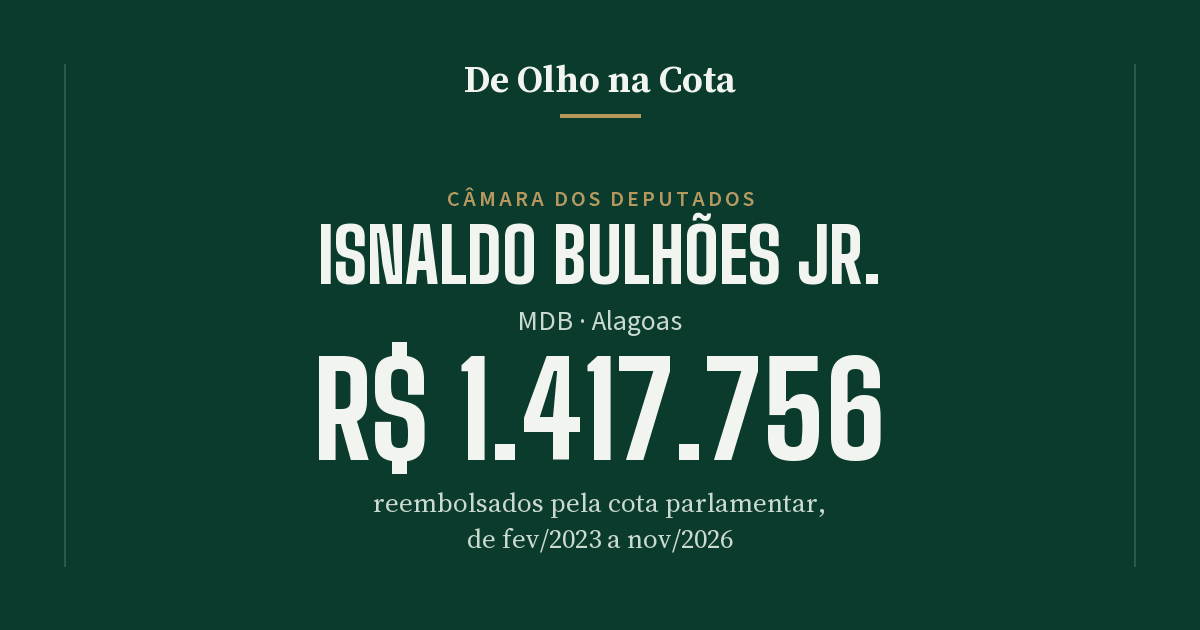 De Olho na Cota
CÂMARA DOS DEPUTADOS
ISNALDO BULHÕES JR.
MDB · Alagoas
R$ 1.417.756
reembolsados pela cota parlamentar,
de fev/2023 a nov/2026